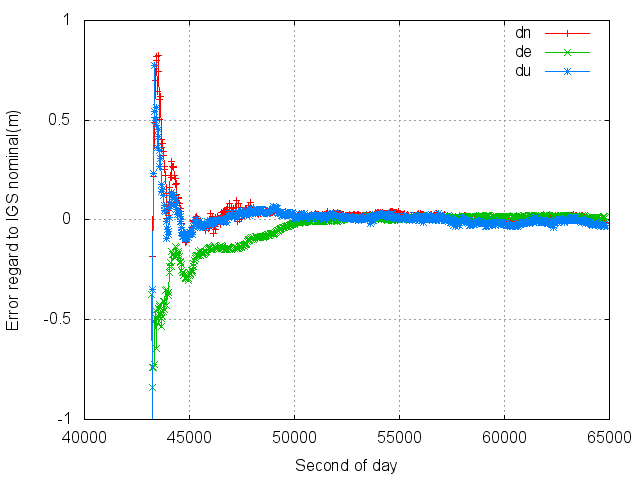 1
0.5
0
-0.5
-1
Error regard to IGS nominal(m)
dn
de
du
40000 45000 50000 55000 60000 65000
Second of day